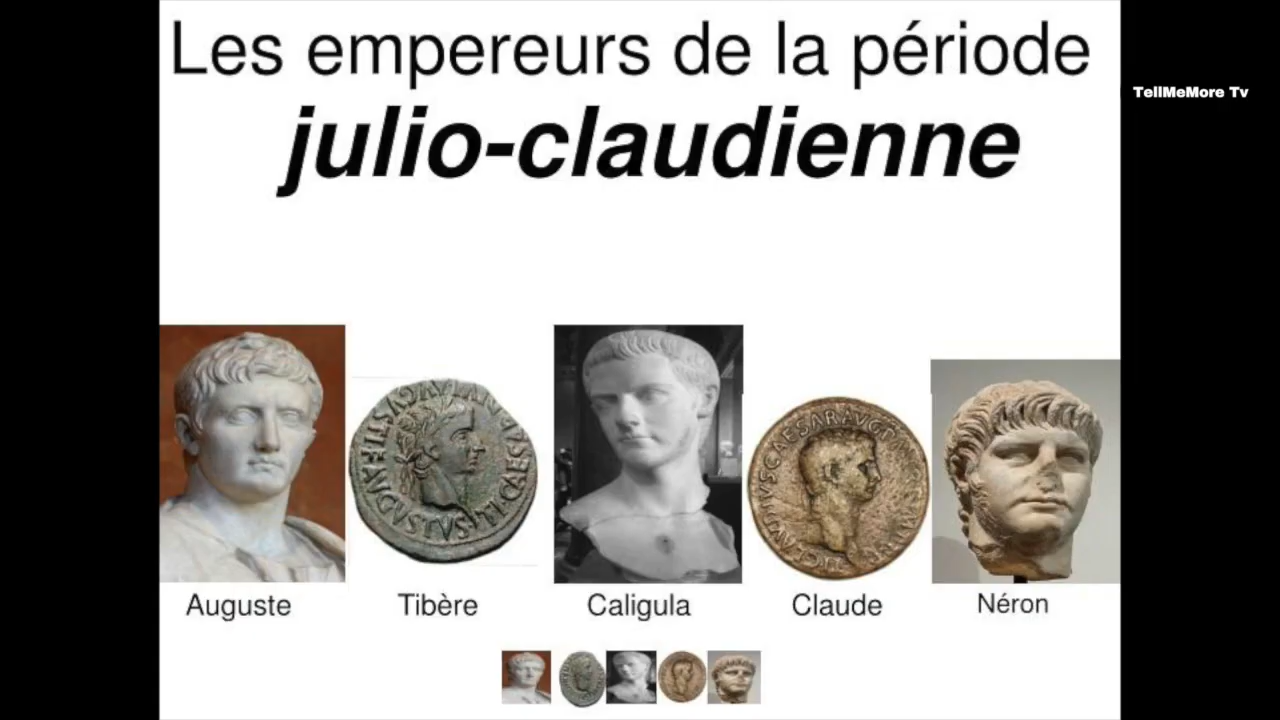 Les empereurs de la période
TellMeMore Tv
julio-claudienne
Auguste
Tibère
Caligula
Claude
Néron